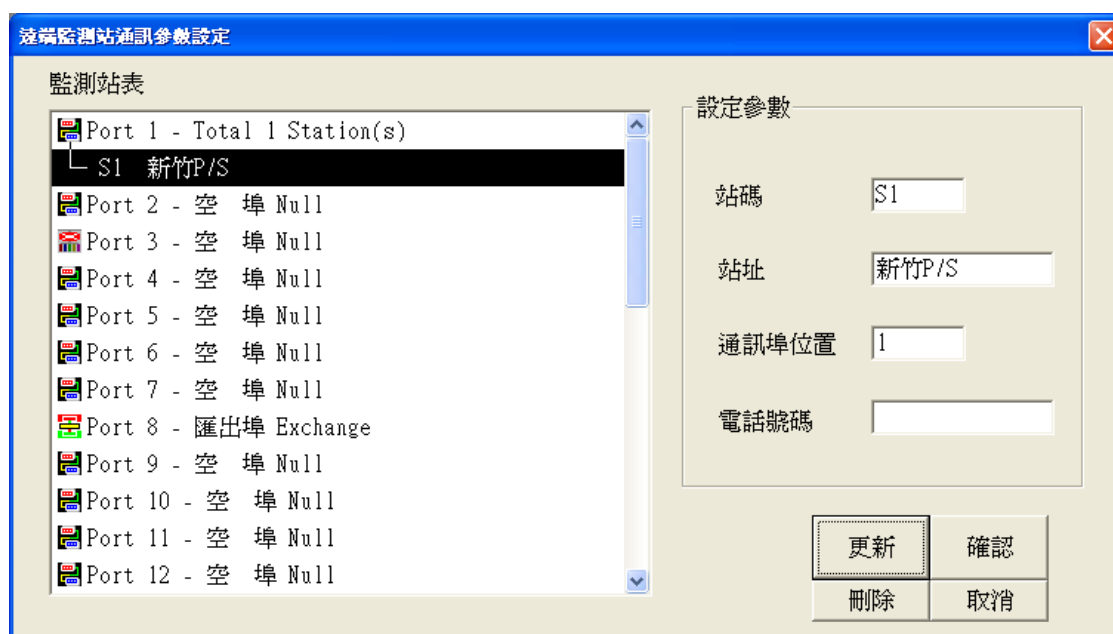 遠端監測站通訊參數設定
監測站表
Port 1 - Total 1 Station(s)
S1 新竹P/S
Port 2 - 空 埠 Null
Port 3 - 空 埠 Null
Port 4 - 空 埠 Null
Port 5 - 空 埠 Null
Port 6 - 空 埠 Null
Port 7 - 空 埠 Null
Port 8 - 匯出埠 Exchange
Port 9 - 空 埠 Null
Port 10 - 空 埠 Null
Port 11 - 空 埠 Null
Port 12 - 空 埠 Null
設定參數
站碼 S1
站址 新竹P/S
通訊埠位置 1
電話號碼
更新 確認
刪除 取消